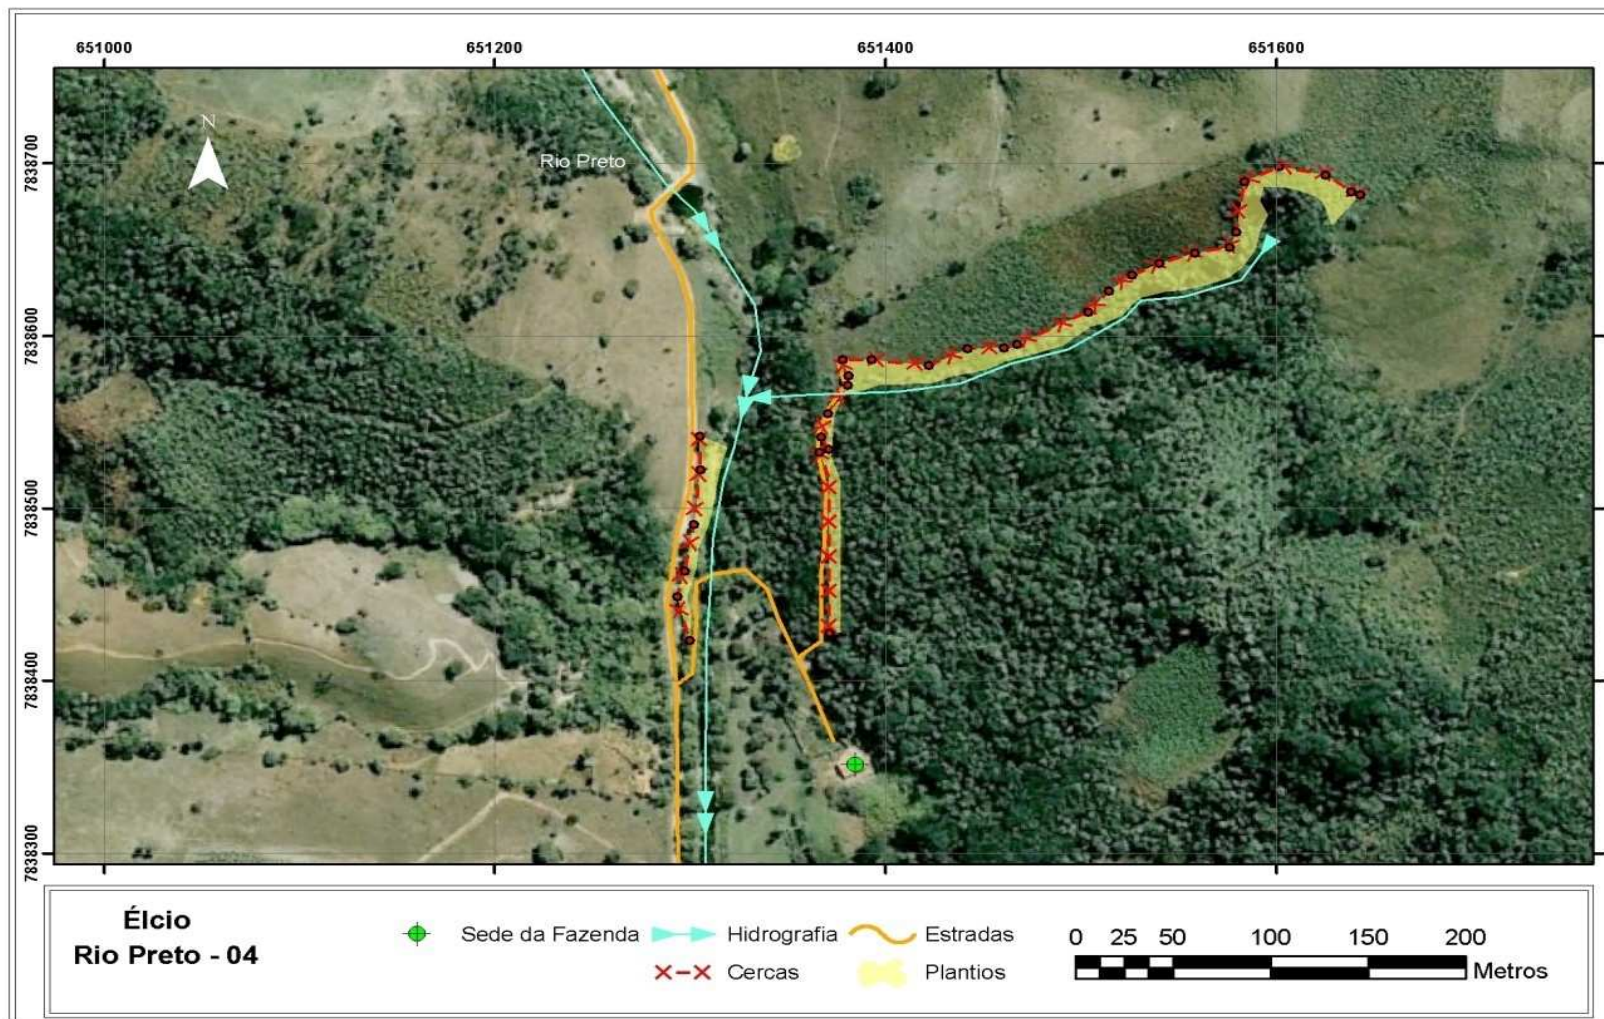 651000 651200 651400 651600
7838700
7838600
7838500
7838400
7838300
N
Rio Preto
Élcio
Rio Preto - 04
Sede da Fazenda
Hidrografia
Estradas
Cercas
Plantios
0 25 50 100 150 200
Metros